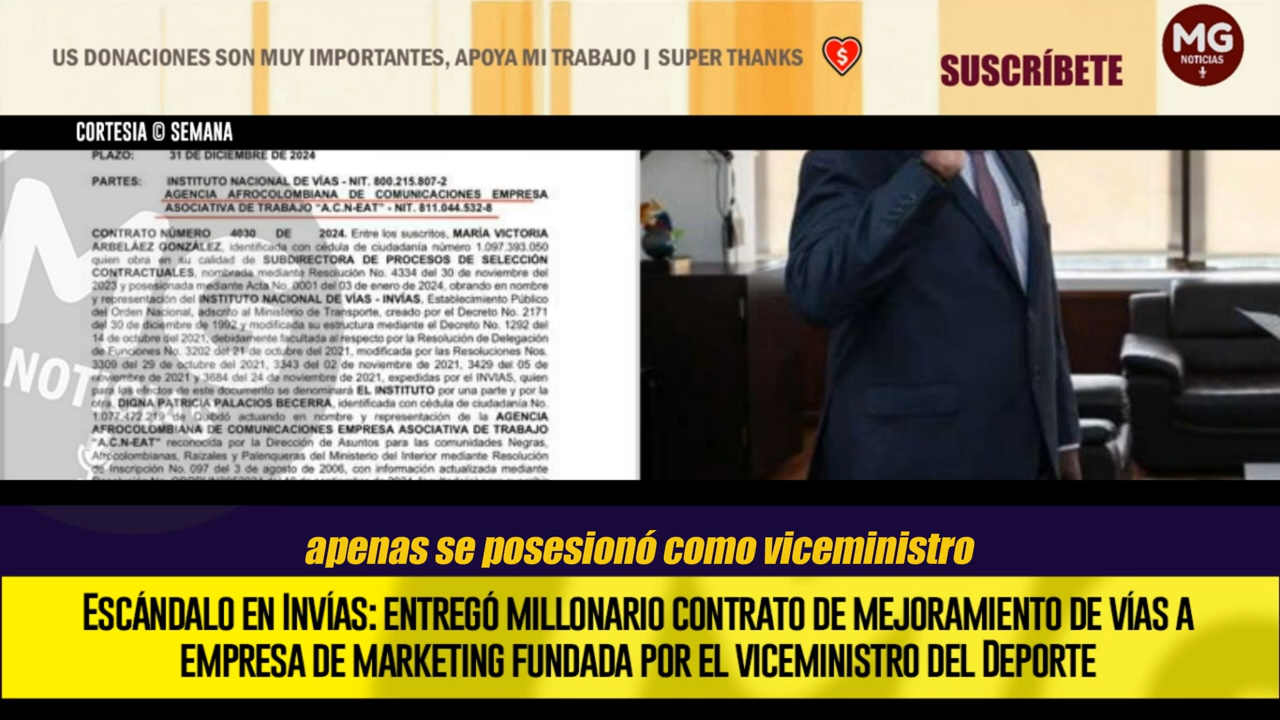 US DONACIONES SON MUY IMPORTANTES, APOYA MI TRABAJO | SUPER THANKS
SUSCRÍBETE
MG
NOTICIAS
CORTESIA © SEMANA
PLAZO: 31 DE DICIEMBRE DE 2024
PARTES: INSTITUTO NACIONAL DE VÍAS - NIT. 800.215.807-2
AGENCIA AFROCOLOMBIANA DE COMUNICACIONES EMPRESA
ASOCIATIVA DE TRABAJO "A.C.N-EAT" - NIT. 811.044.532-8
CONTRATO NÚMERO 4030 DE 2024. Entre los suscritos, MARÍA VICTORIA
ARBELÁEZ GONZÁLEZ, identificada con cédula de ciudadanía número 1.097.393.050
quien obra en su calidad de SUBDIRECTORA DE PROCESOS DE SELECCIÓN
CONTRACTUALES, nombrada mediante Resolución No. 4334 del 30 de noviembre del
2023 y posesionada mediante Acta No. 0001 del 03 de enero de 2024, obrando en nombre
y representación del INSTITUTO NACIONAL DE VÍAS - INVÍAS, Establecimiento Público
del Orden Nacional, adscrito al Ministerio de Transporte, creado por el Decreto No. 2171
del 30 de diciembre de 1992 y modificada su estructura mediante el Decreto No. 1292 del
14 de octubre del 2021, debidamente facultada al respecto por la Resolución de Delegación
de Funciones No. 3202 del 21 de octubre del 2021, modificada por las Resoluciones Nos.
3309 del 29 de octubre del 2021, 3343 del 02 de noviembre de 2021, 3429 del 05 de
noviembre de 2021 y 3684 del 24 de noviembre de 2021, expedidas por el INVIAS, quien
para los efectos de este documento se denominará EL INSTITUTO por una parte y por la
otra, DIGNA PATRICIA PALACIOS BECERRA, identificada con cédula de ciudadanía No.
1.077.472.219 de Quibdó actuando en nombre y representación de la AGENCIA
AFROCOLOMBIANA DE COMUNICACIONES EMPRESA ASOCIATIVA DE TRABAJO
"A.C.N-EAT" reconocida por la Dirección de Asuntos para las comunidades Negras,
Afrocolombianas, Raizales y Palenqueras del Ministerio del Interior mediante Resolución
de Inscripción No. 097 del 3 de agosto de 2006, con información actualizada mediante
apenas se posesionó como viceministro
ESCÁNDALO EN INVÍAS: ENTREGÓ MILLONARIO CONTRATO DE MEJORAMIENTO DE VÍAS A
EMPRESA DE MARKETING FUNDADA POR EL VICEMINISTRO DEL DEPORTE